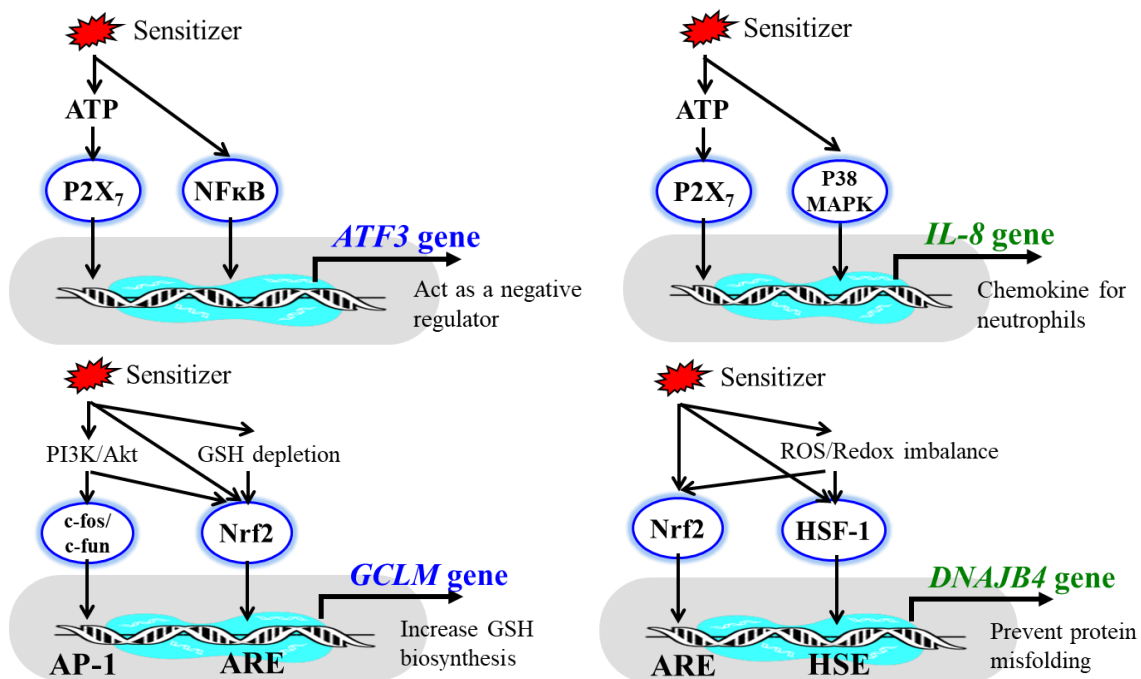 Sensitizer
ATP
P2X₇
NFκB
ATF3 gene
Act as a negative
regulator
Sensitizer
ATP
P2X₇
P38
MAPK
IL-8 gene
Chemokine for
neutrophils
Sensitizer
PI3K/Akt
GSH depletion
c-fos/
c-fun
Nrf2
GCLM gene
Increase GSH
biosynthesis
AP-1
ARE
Sensitizer
ROS/Redox imbalance
Nrf2
HSF-1
DNAJB4 gene
Prevent protein
misfolding
ARE
HSE